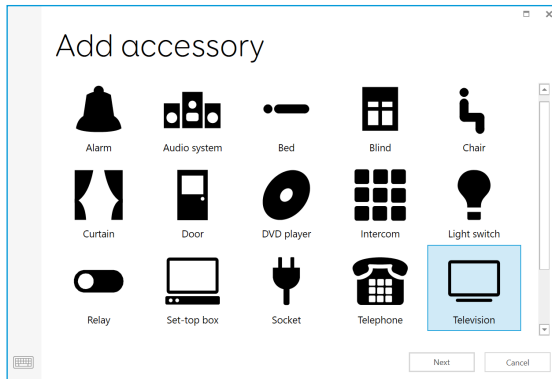 Add accessory
Alarm
Audio system
Bed
Blind
Chair
Curtain
Door
DVD player
Intercom
Light switch
Relay
Set-top box
Socket
Telephone
Television
Next
Cancel